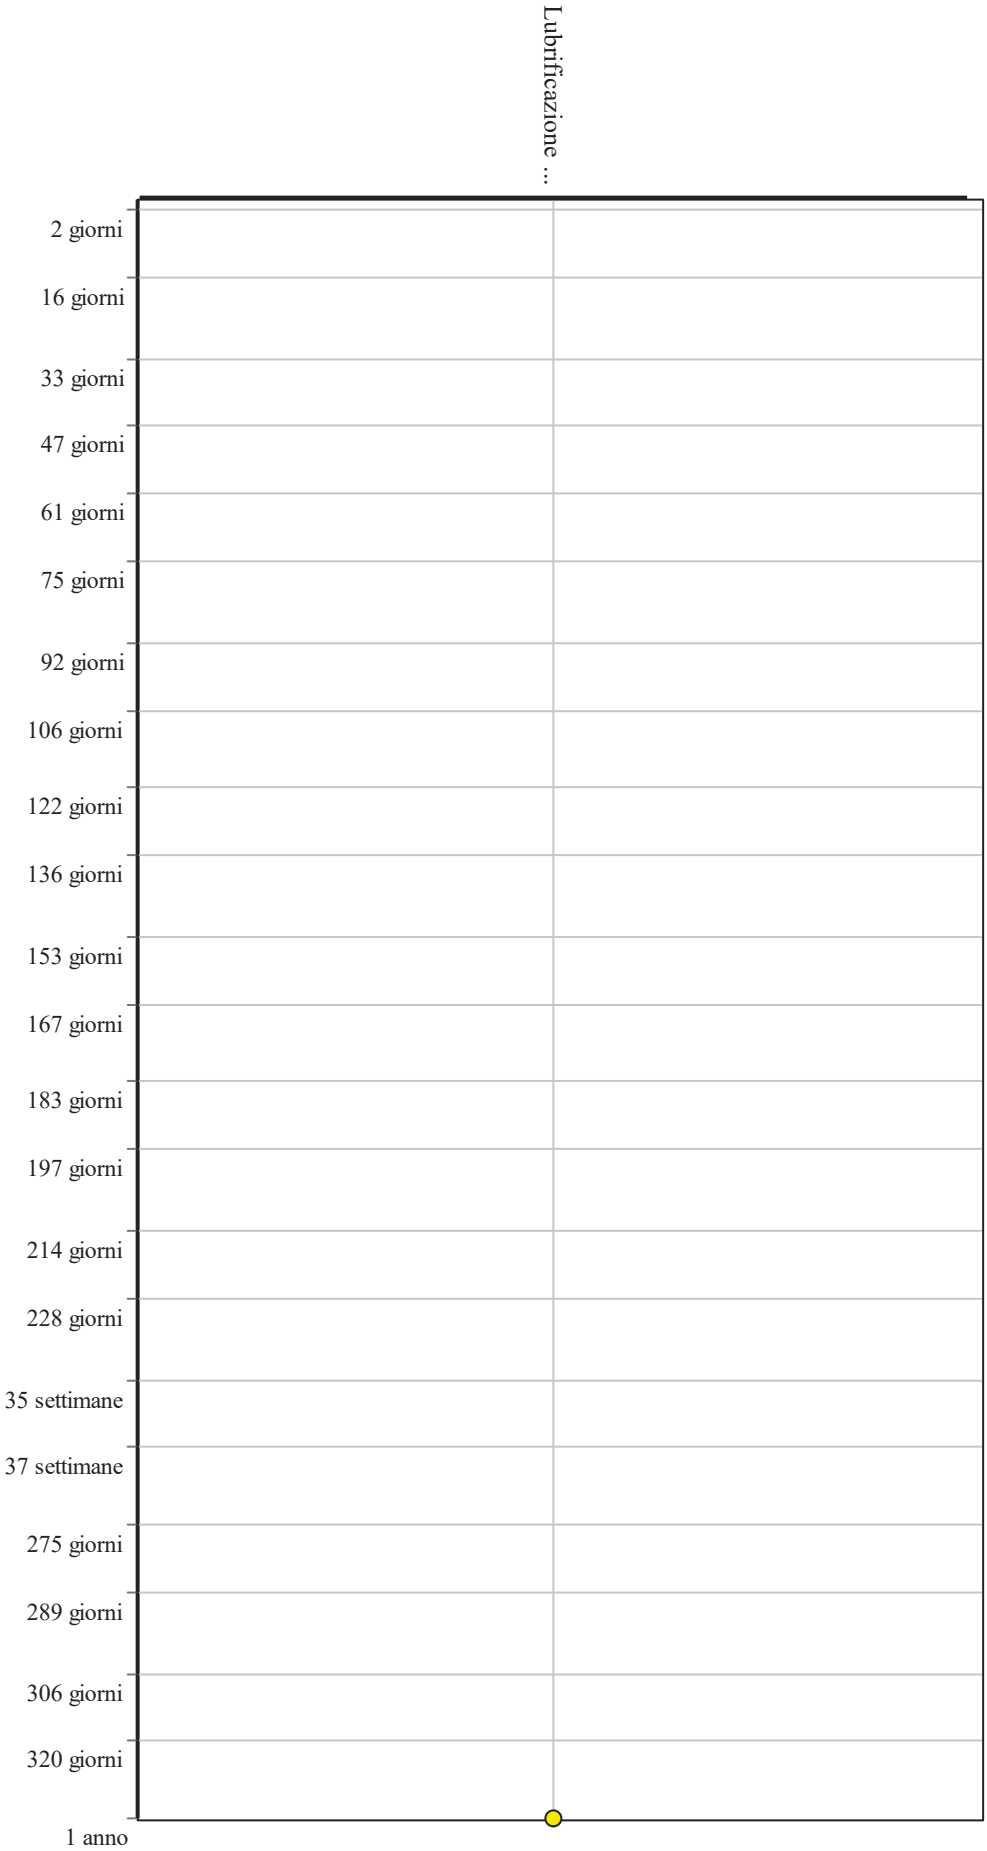 Lubrificazione ...
2 giorni
16 giorni
33 giorni
47 giorni
61 giorni
75 giorni
92 giorni
106 giorni
122 giorni
136 giorni
153 giorni
167 giorni
183 giorni
197 giorni
214 giorni
228 giorni
35 settimane
37 settimane
275 giorni
289 giorni
306 giorni
320 giorni
1 anno